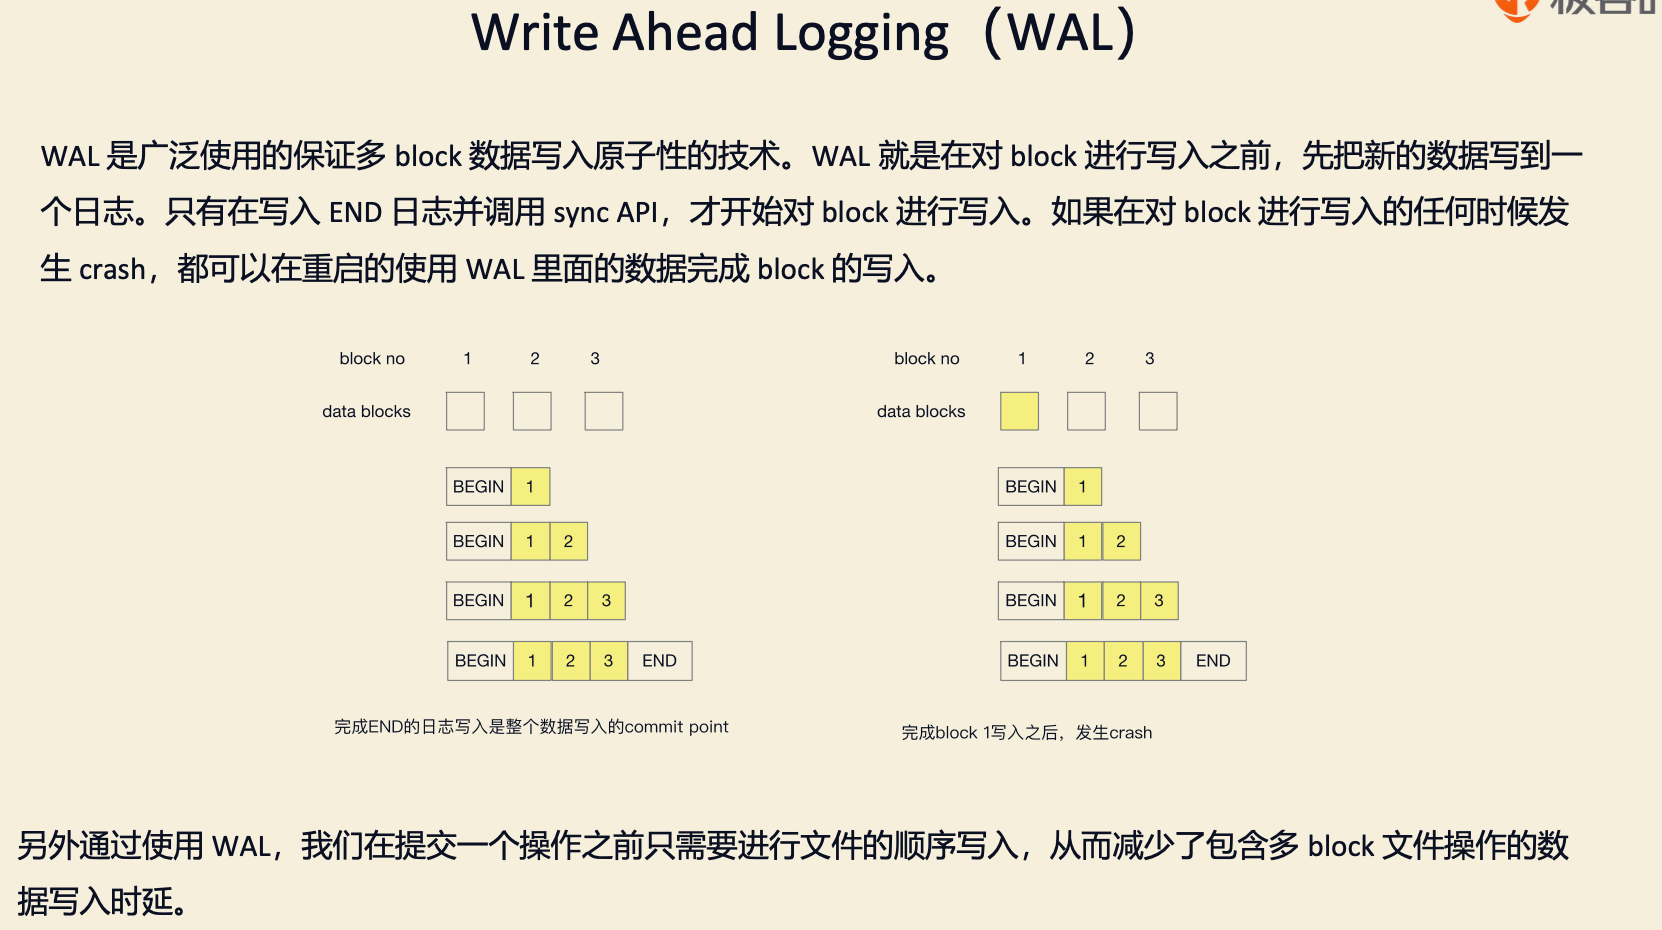 Write Ahead Logging（WAL）
WAL 是广泛使用的保证多 block 数据写入原子性的技术。WAL 就是在对 block 进行写入之前，先把新的数据写到一
个日志。只有在写入 END 日志并调用 sync API，才开始对 block 进行写入。如果在对 block 进行写入的任何时候发
生 crash，都可以在重启的使用 WAL 里面的数据完成 block 的写入。
block no 1 2 3
data blocks
BEGIN 1
BEGIN 1 2
BEGIN 1 2 3
BEGIN 1 2 3 END
完成END的日志写入是整个数据写入的commit point
block no 1 2 3
data blocks
BEGIN 1
BEGIN 1 2
BEGIN 1 2 3
BEGIN 1 2 3 END
完成block 1写入之后，发生crash
另外通过使用 WAL，我们在提交一个操作之前只需要进行文件的顺序写入，从而减少了包含多 block 文件操作的数
据写入时延。